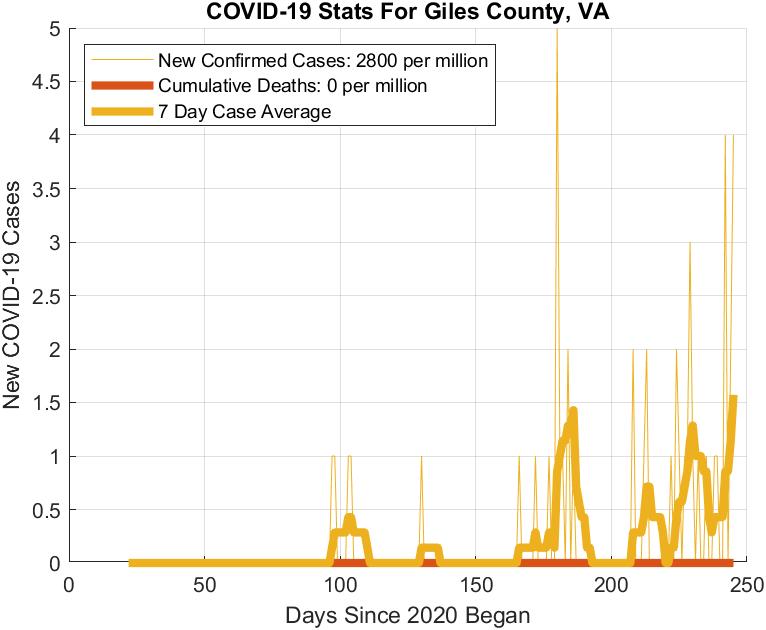 COVID-19 Stats For Giles County, VA
5
4.5
4
3.5
3
2.5
2
1.5
1
0.5
0
New COVID-19 Cases
New Confirmed Cases: 2800 per million
Cumulative Deaths: 0 per million
7 Day Case Average
0 50 100 150 200 250
Days Since 2020 Began